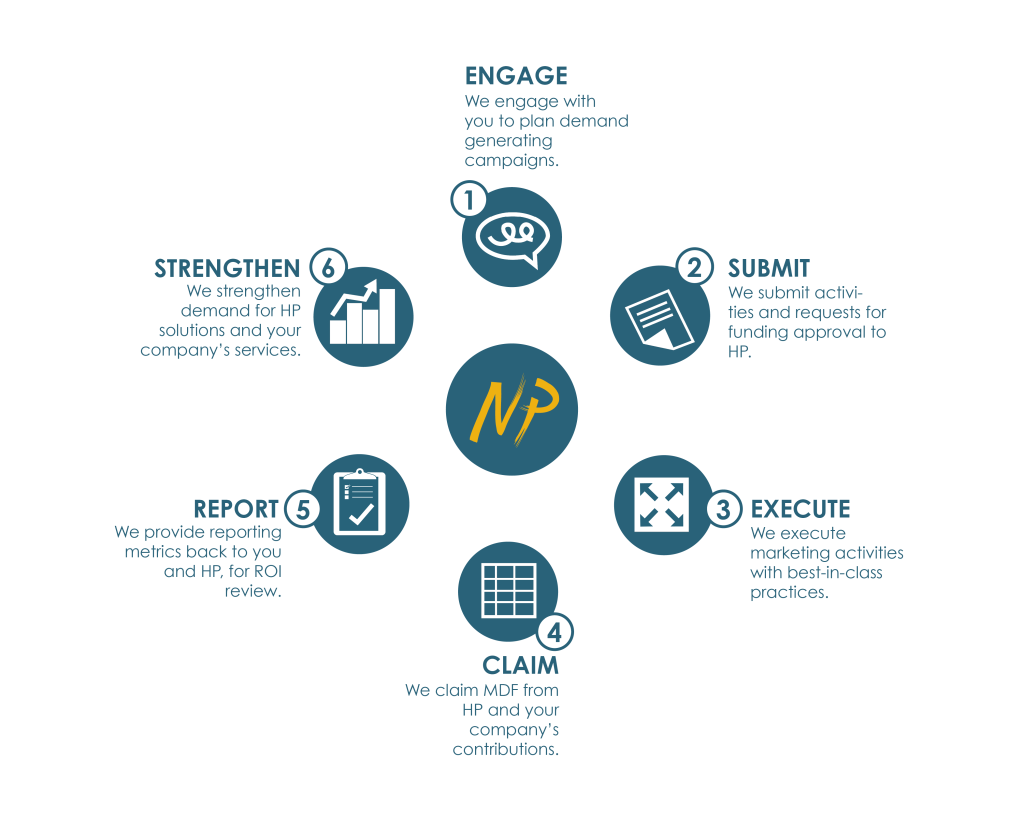 ENGAGE
We engage with
you to plan demand
generating
campaigns.
1
2
SUBMIT
We submit activi-
ties and requests for
funding approval to
HP.
3
EXECUTE
We execute
marketing activities
with best-in-class
practices.
4
CLAIM
We claim MDF from
HP and your
company’s
contributions.
REPORT
5
We provide reporting
metrics back to you
and HP, for ROI
review.
STRENGTHEN
6
We strengthen
demand for HP
solutions and your
company’s services.
NP